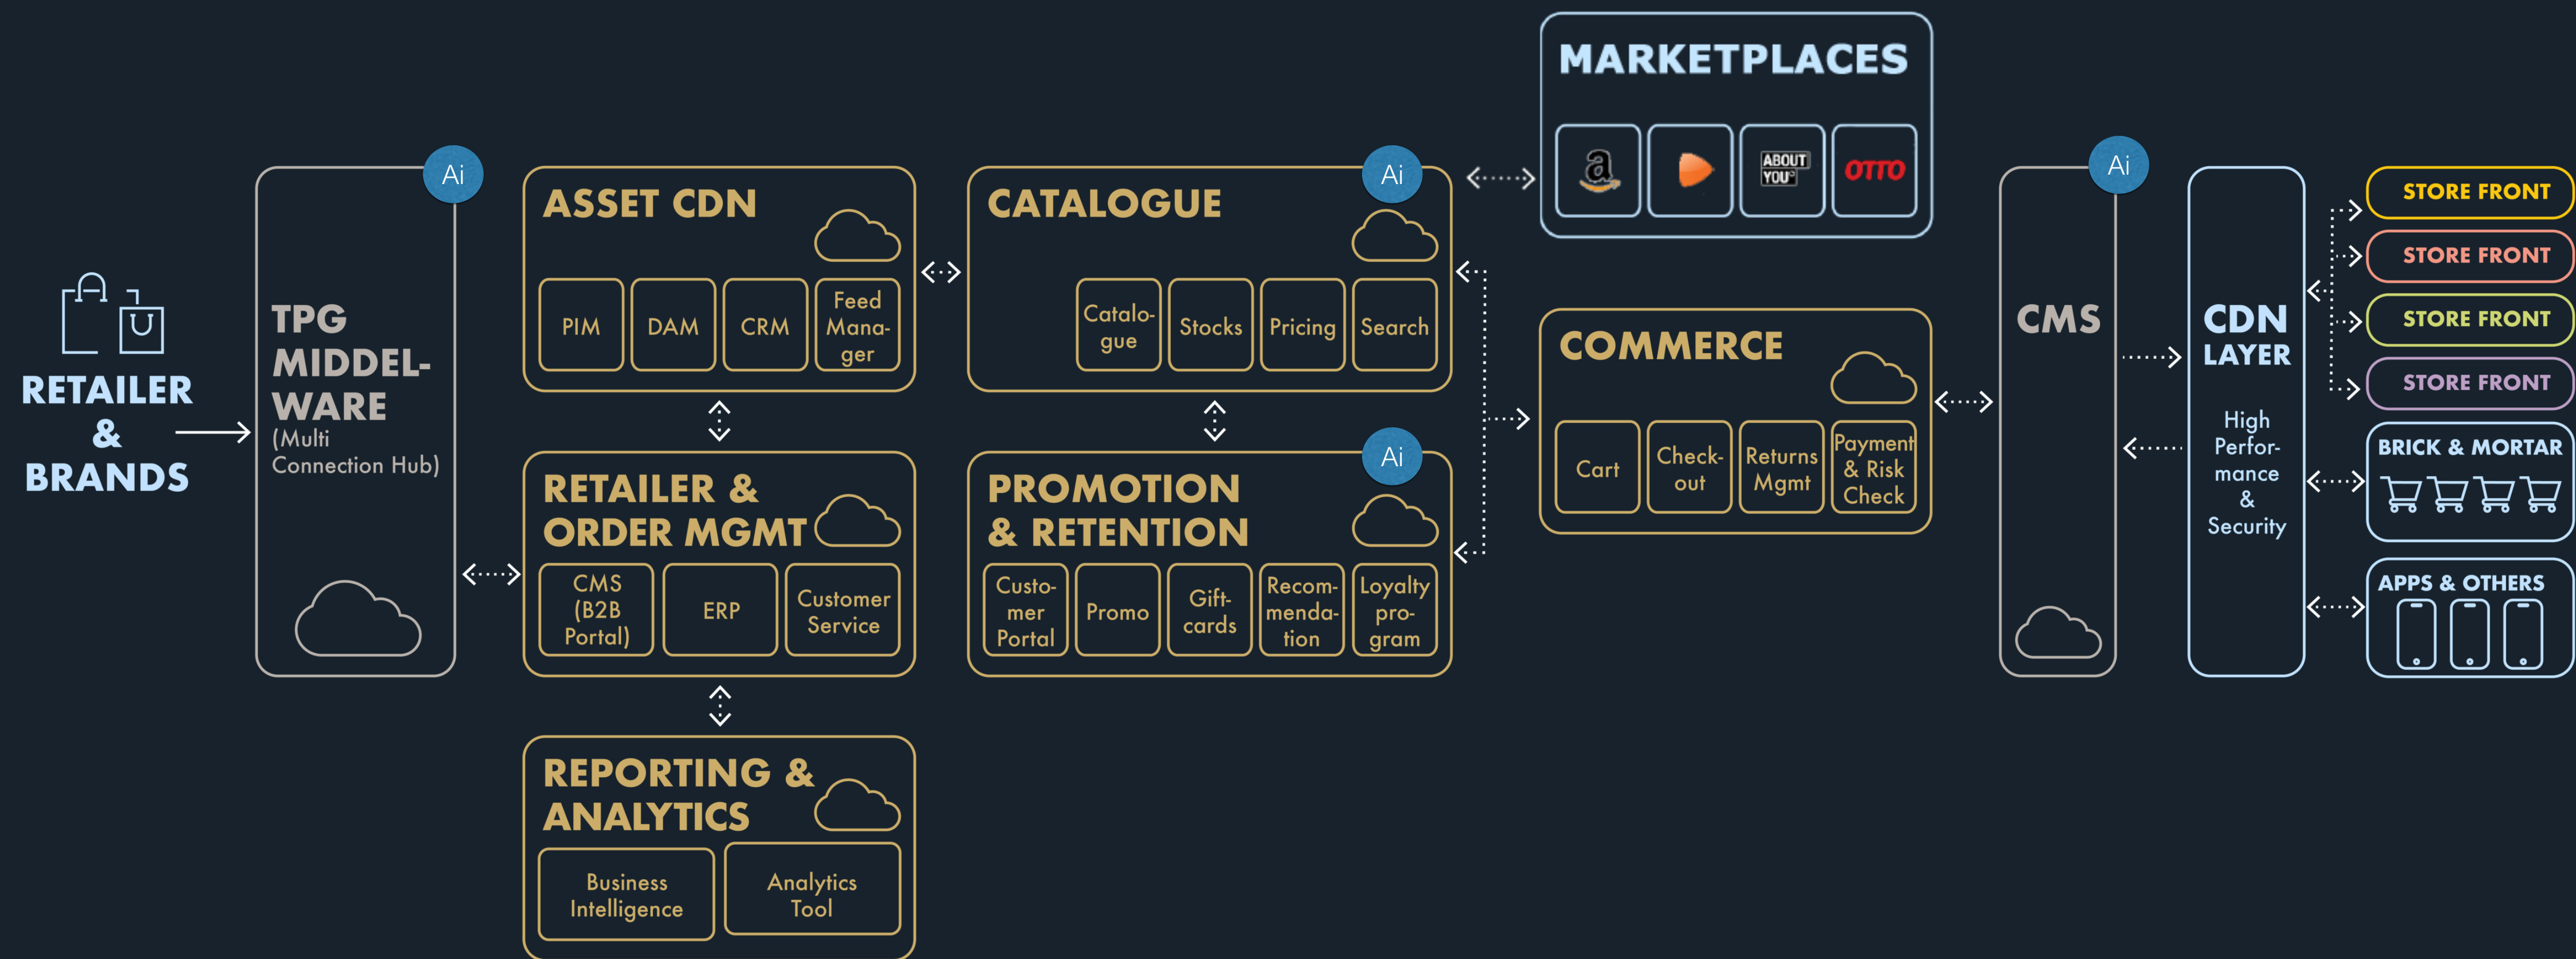 RETAILER
&
BRANDS
Ai
TPG
MIDDEL-
WARE
(Multi
Connection Hub)
ASSET CDN
PIM
DAM
CRM
Feed
Mana-
ger
RETAILER &
ORDER MGMT
CMS
(B2B
Portal)
ERP
Customer
Service
REPORTING &
ANALYTICS
Business
Intelligence
Analytics
Tool
Ai
CATALOGUE
Catalo-
gue
Stocks
Pricing
Search
Ai
PROMOTION
& RETENTION
Custo-
mer
Portal
Promo
Gift-
cards
Recom-
menda-
tion
Loyalty
pro-
gram
MARKETPLACES
a
ABOUT
YOU°
OTTO
COMMERCE
Cart
Check-
out
Returns
Mgmt
Payment
& Risk
Check
Ai
CMS
CDN
LAYER
High
Perfor-
mance
&
Security
STORE FRONT
STORE FRONT
STORE FRONT
STORE FRONT
BRICK & MORTAR
APPS & OTHERS